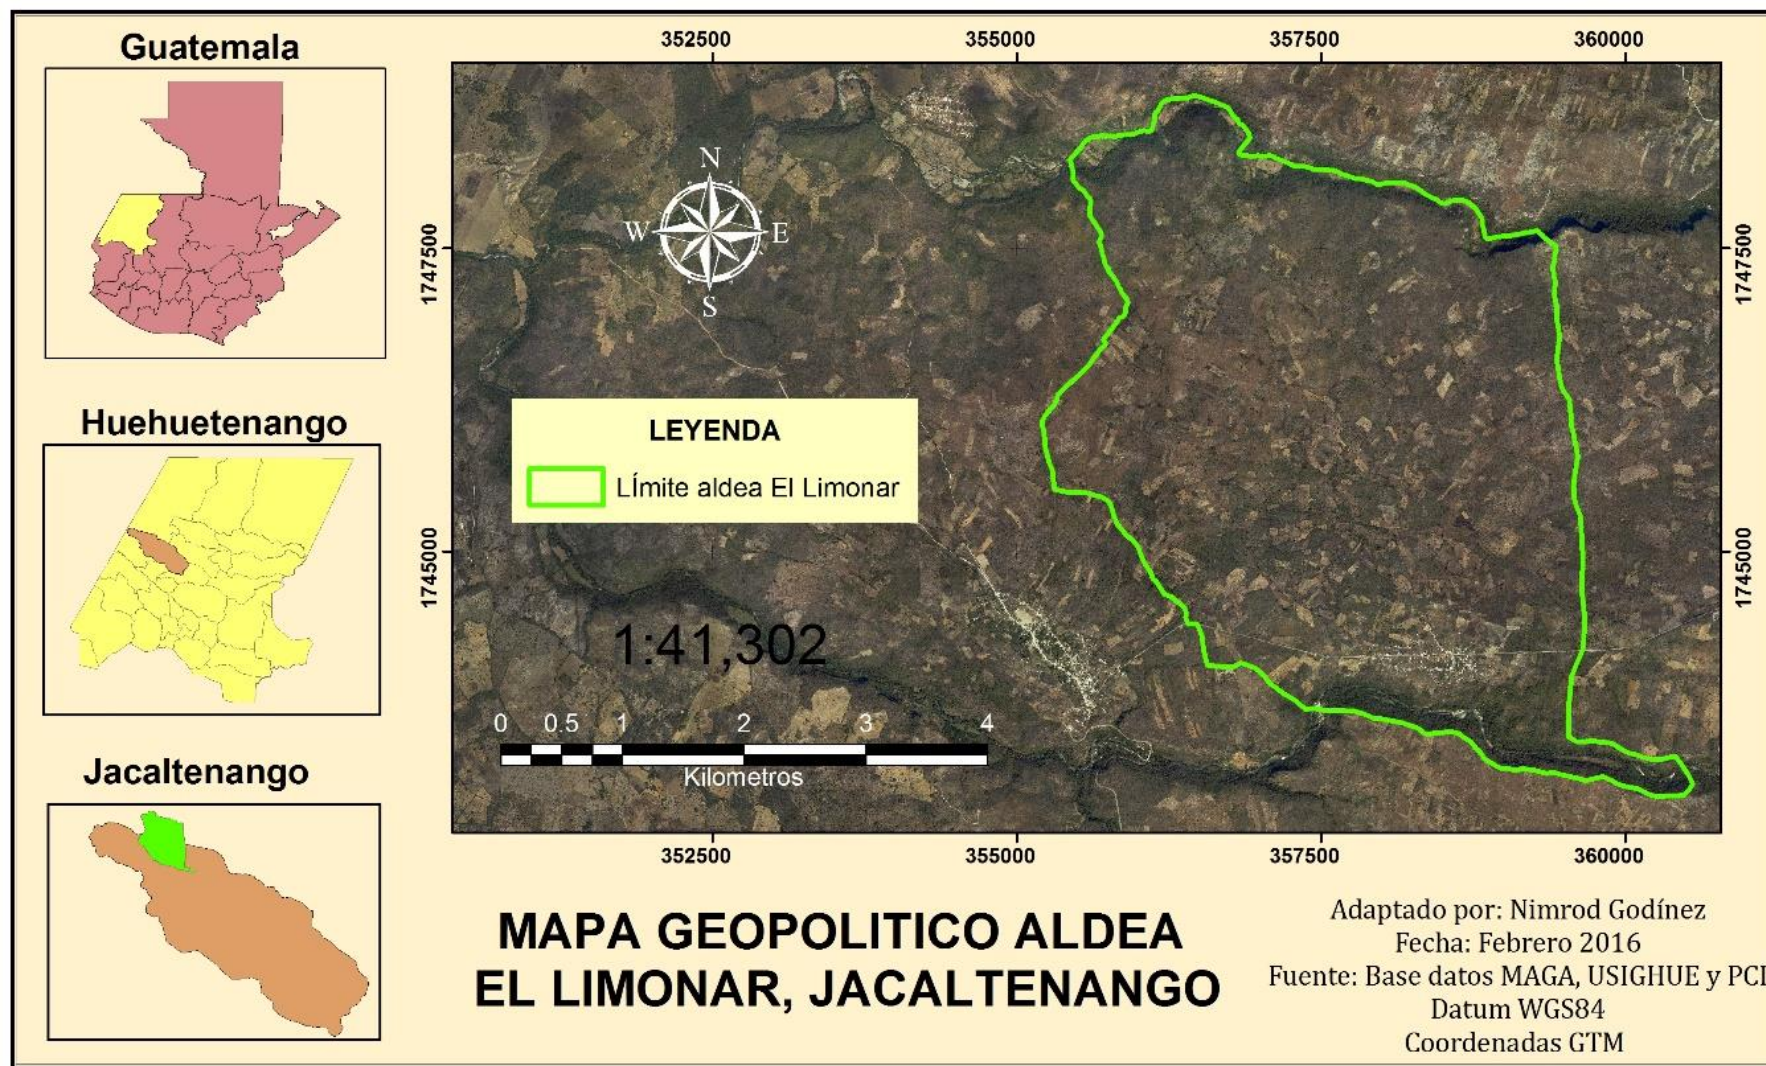 Guatemala
Huehuetenango
Jacaltenango
352500 355000 357500 360000
1747500 1747500
1745000 1745000
N
W E
S
LEYENDA
LÍmite aldea El Limonar
1:41,302
0 0.5 1 2 3 4
Kilometros
352500 355000 357500 360000
MAPA GEOPOLITICO ALDEA
EL LIMONAR, JACALTENANGO
Adaptado por: Nimrod Godínez
Fecha: Febrero 2016
Fuente: Base datos MAGA, USIGHUE y PCI
Datum WGS84
Coordenadas GTM